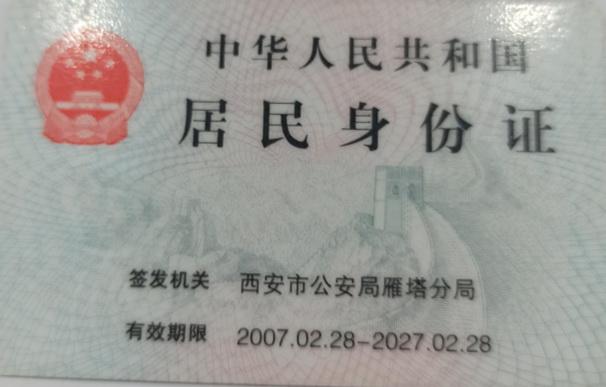 中华人民共和国
居民身份证
签发机关 西安市公安局雁塔分局
有效期限 2007.02.28-2027.02.28